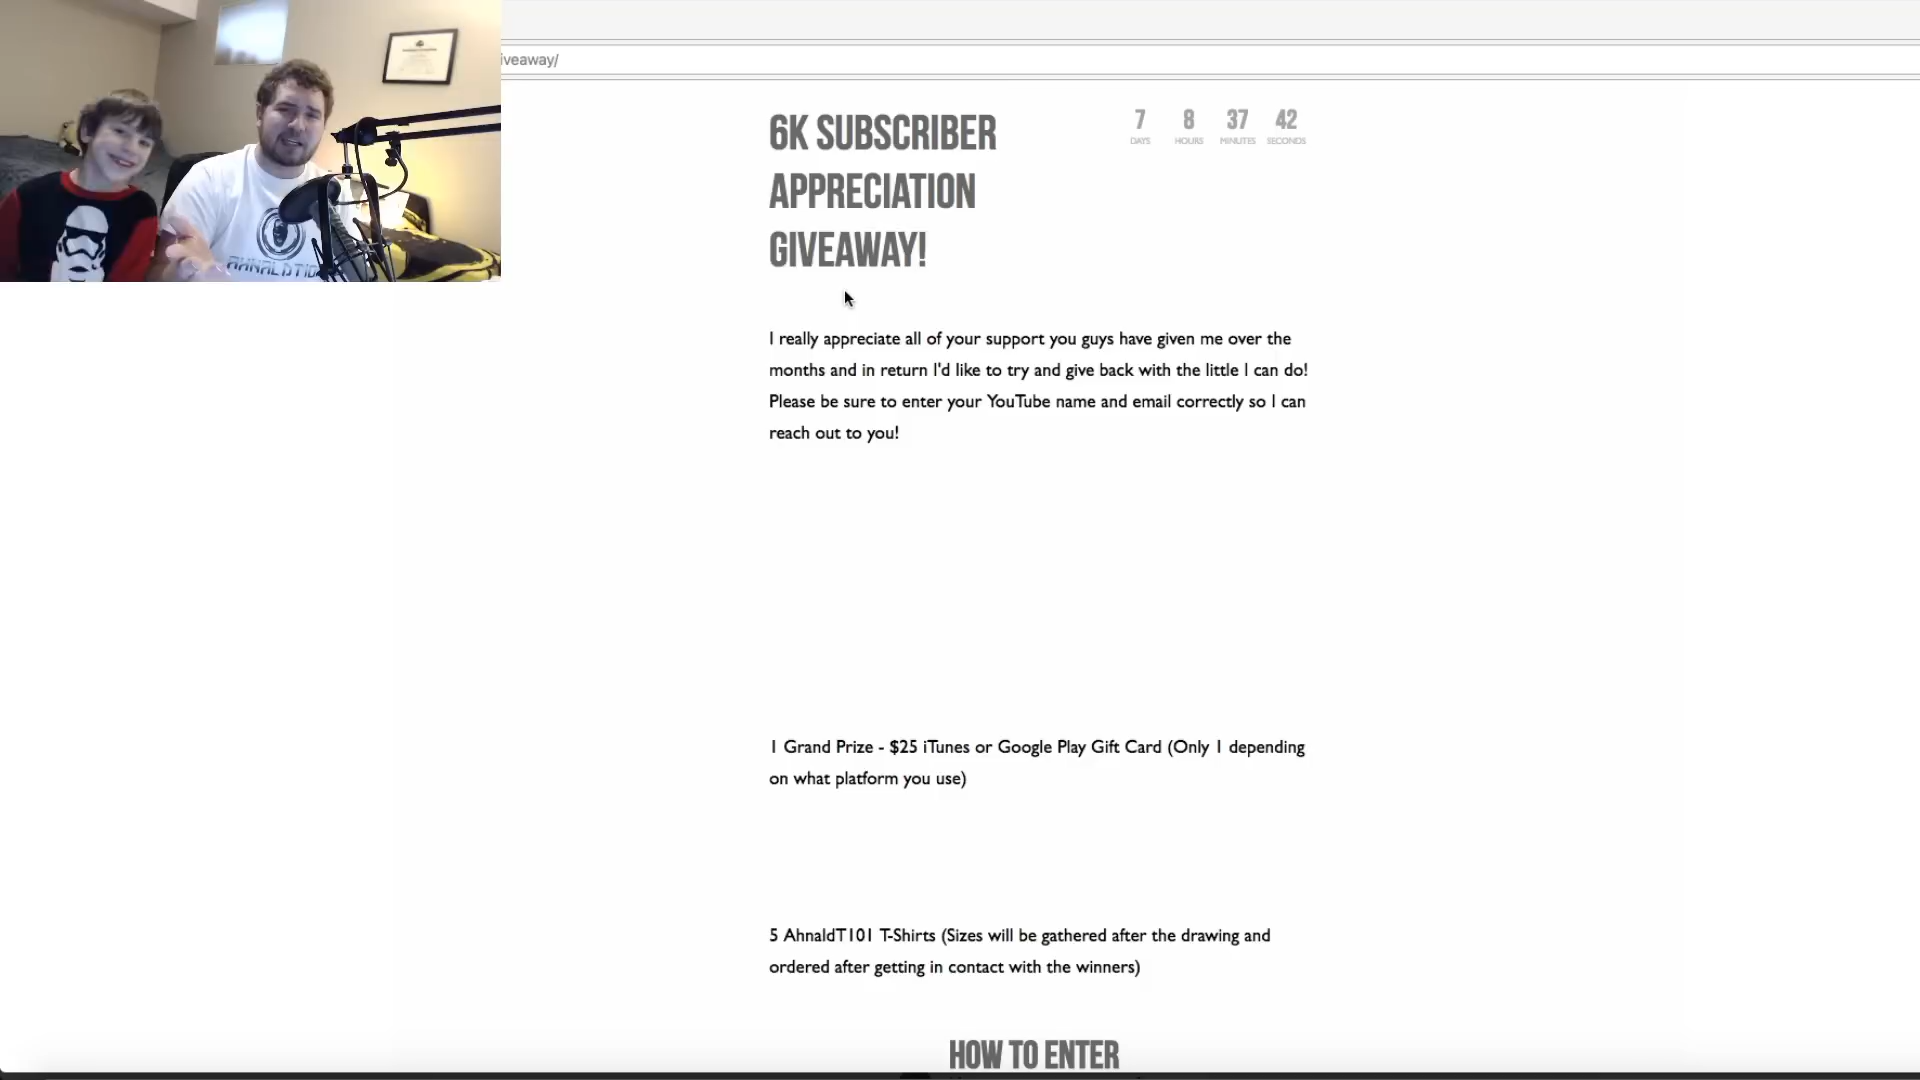 iveaway/
6K SUBSCRIBER
APPRECIATION
GIVEAWAY!
7 8 37 42
DAYS HOURS MINUTES SECONDS
I really appreciate all of your support you guys have given me over the
months and in return I'd like to try and give back with the little I can do!
Please be sure to enter your YouTube name and email correctly so I can
reach out to you!
1 Grand Prize - $25 iTunes or Google Play Gift Card (Only 1 depending
on what platform you use)
5 AhnaldT101 T-Shirts (Sizes will be gathered after the drawing and
ordered after getting in contact with the winners)
HOW TO ENTER